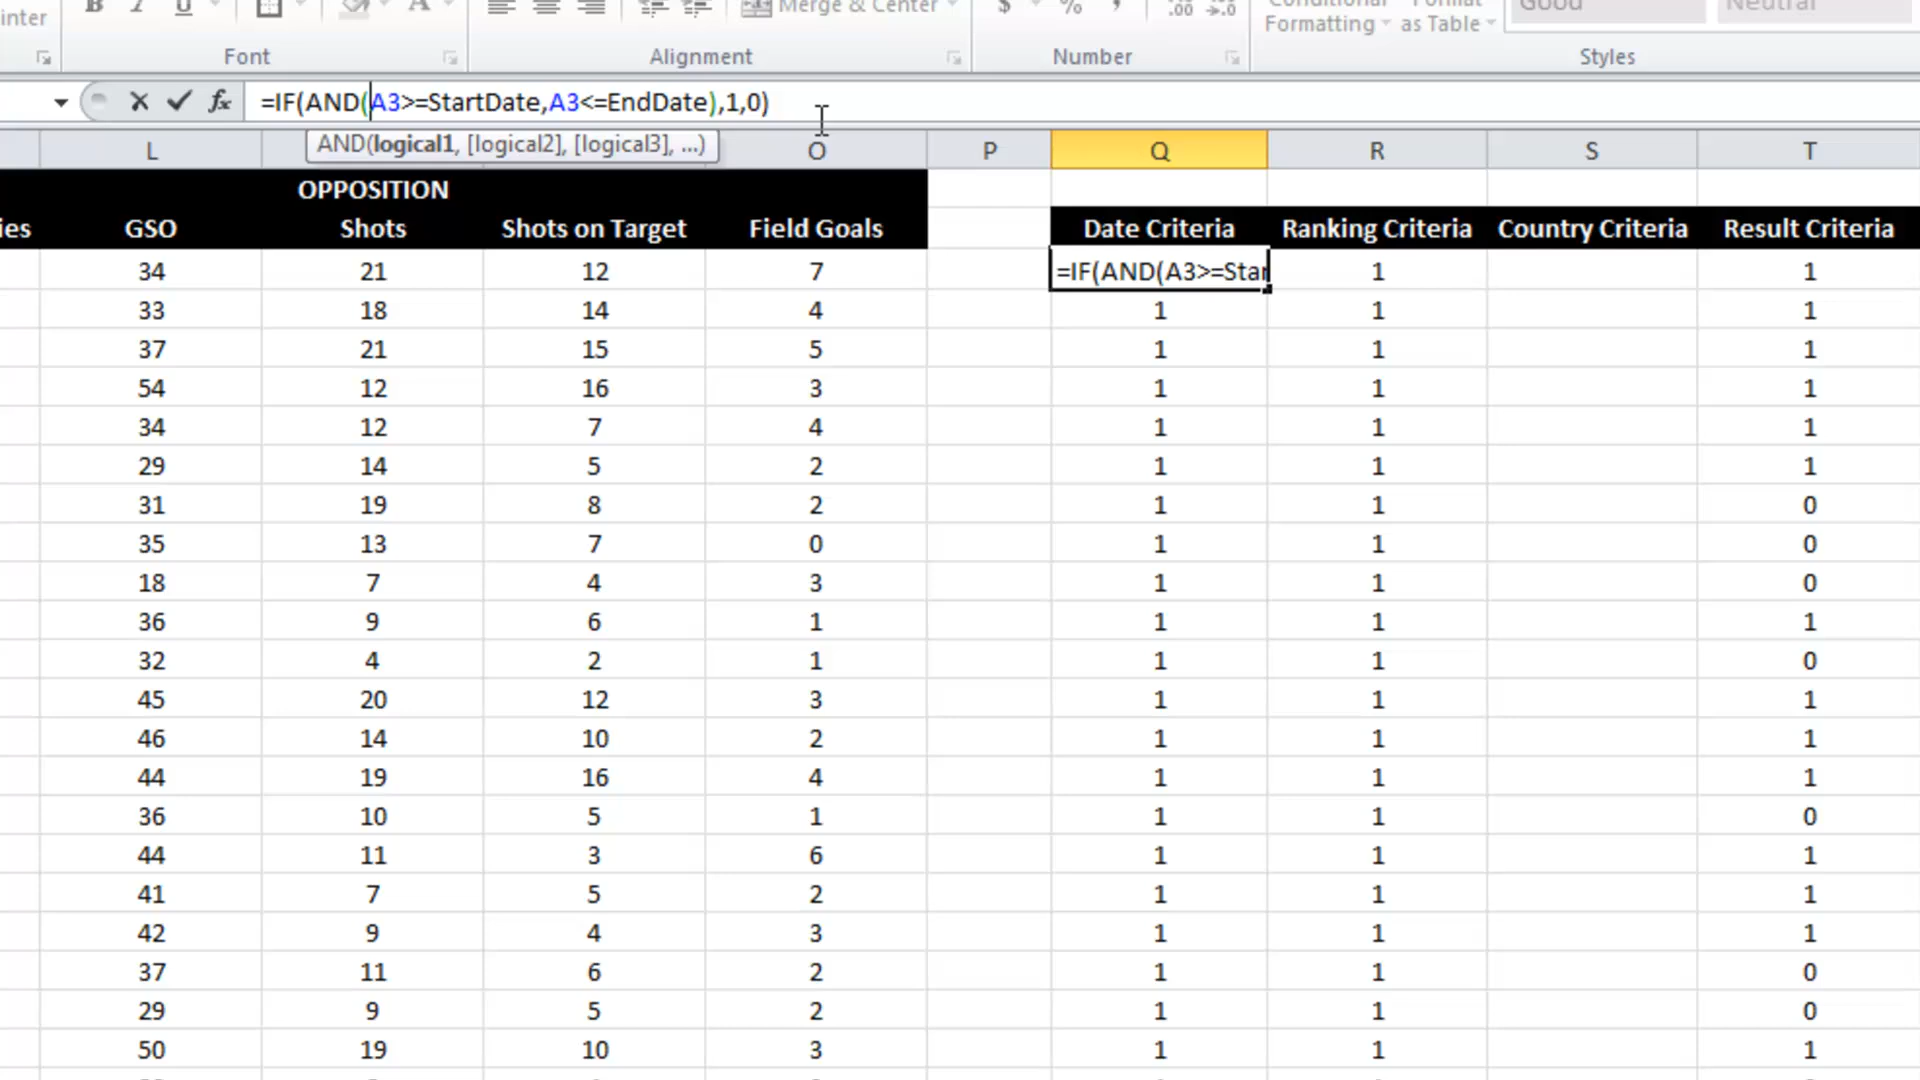 inter B I U A Merge & Center $ % , .00 .0 Conditional Format Good Neutral
Formatting as Table
Font Alignment Number Styles
fx =IF(AND(A3>=StartDate,A3<=EndDate),1,0)
AND(logical1, [logical2], [logical3], ...)
L O P Q R S T
OPPOSITION
ies GSO Shots Shots on Target Field Goals Date Criteria Ranking Criteria Country Criteria Result Criteria
34 21 12 7 =IF(AND(A3>=Star 1 1
33 18 14 4 1 1 1
37 21 15 5 1 1 1
54 12 16 3 1 1 1
34 12 7 4 1 1 1
29 14 5 2 1 1 1
31 19 8 2 1 1 0
35 13 7 0 1 1 0
18 7 4 3 1 1 0
36 9 6 1 1 1 1
32 4 2 1 1 1 0
45 20 12 3 1 1 1
46 14 10 2 1 1 1
44 19 16 4 1 1 1
36 10 5 1 1 1 0
44 11 3 6 1 1 1
41 7 5 2 1 1 1
42 9 4 3 1 1 1
37 11 6 2 1 1 0
29 9 5 2 1 1 0
50 19 10 3 1 1 1